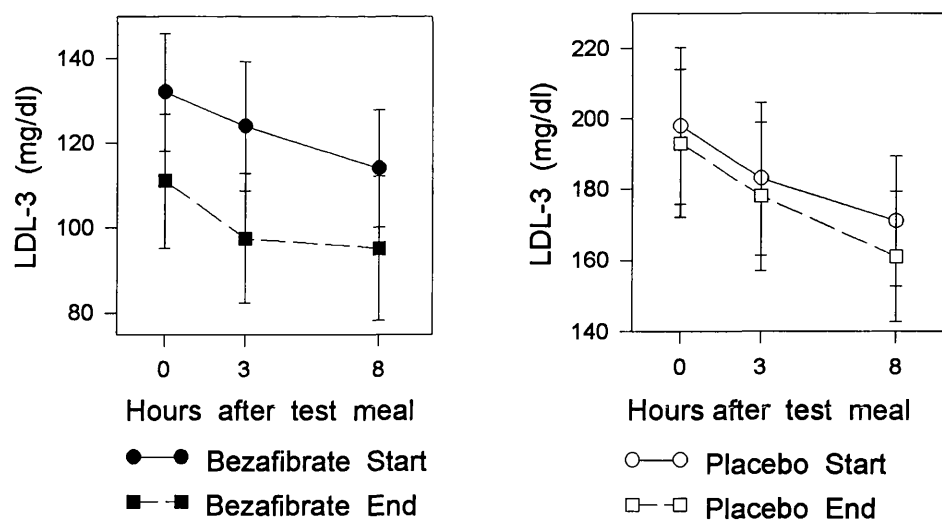 LDL-3 (mg/dl)
140
120
100
80
0 3 8
Hours after test meal
Bezafibrate Start
Bezafibrate End
LDL-3 (mg/dl)
220
200
180
160
140
0 3 8
Hours after test meal
Placebo Start
Placebo End